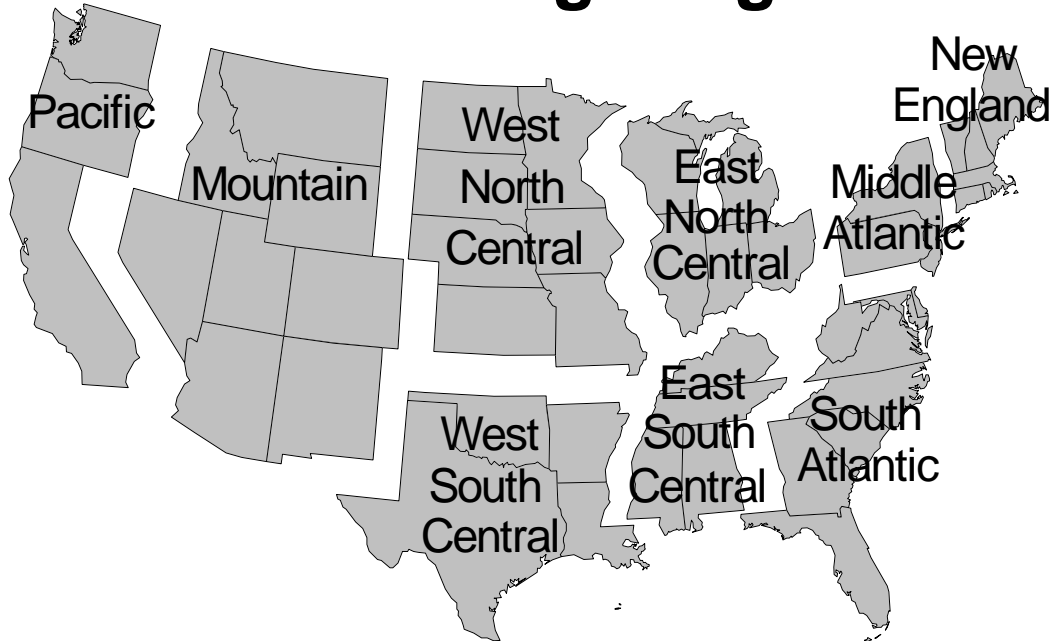 Pacific
Mountain
West
North
Central
East
North
Central
New
England
Middle
Atlantic
West
South
Central
East
South
Central
South
Atlantic